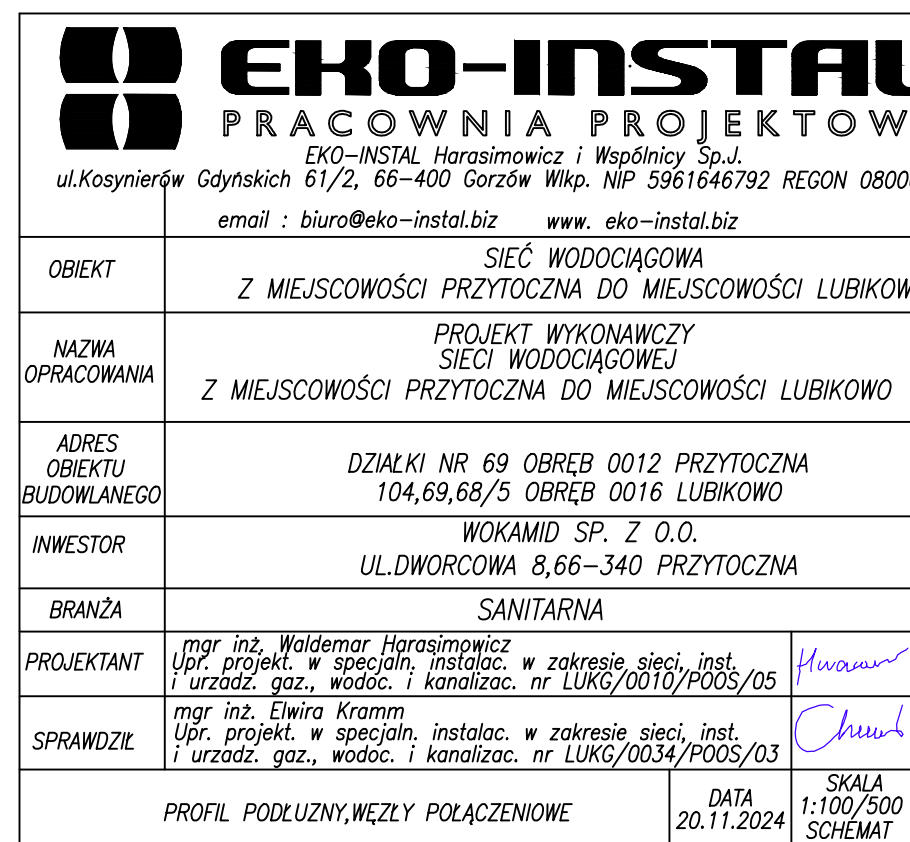 EKO-INSTAL
PRACOWNIA PROJEKTOW
EKO-INSTAL Harasimowicz i Wspólnicy Sp.J.
ul.Kosynierów Gdyńskich 61/2, 66-400 Gorzów Wlkp. NIP 5961646792 REGON 0800
email : biuro@eko-instal.biz www. eko-instal.biz
OBIEKT
SIEĆ WODOCIĄGOWA
Z MIEJSCOWOŚCI PRZYTOCZNA DO MIEJSCOWOŚCI LUBIKOW
NAZWA
OPRACOWANIA
PROJEKT WYKONAWCZY
SIECI WODOCIĄGOWEJ
Z MIEJSCOWOŚCI PRZYTOCZNA DO MIEJSCOWOŚCI LUBIKOWO
ADRES
OBIEKTU
BUDOWLANEGO
DZIAŁKI NR 69 OBRĘB 0012 PRZYTOCZNA
104,69,68/5 OBRĘB 0016 LUBIKOWO
INWESTOR
WOKAMID SP. Z O.O.
UL.DWORCOWA 8,66-340 PRZYTOCZNA
BRANŻA
SANITARNA
PROJEKTANT
mgr inż. Waldemar Harasimowicz
Upr. projekt. w specjaln. instalac. w zakresie sieci, inst.
i urządz. gaz., wodoc. i kanalizac. nr LUKG/0010/POOS/05
SPRAWDZIŁ
mgr inż. Elwira Kramm
Upr. projekt. w specjaln. instalac. w zakresie sieci, inst.
i urządz. gaz., wodoc. i kanalizac. nr LUKG/0034/POOS/03
PROFIL PODŁUZNY,WĘZŁY POŁĄCZENIOWE
DATA
20.11.2024
SKALA
1:100/500
SCHEMAT